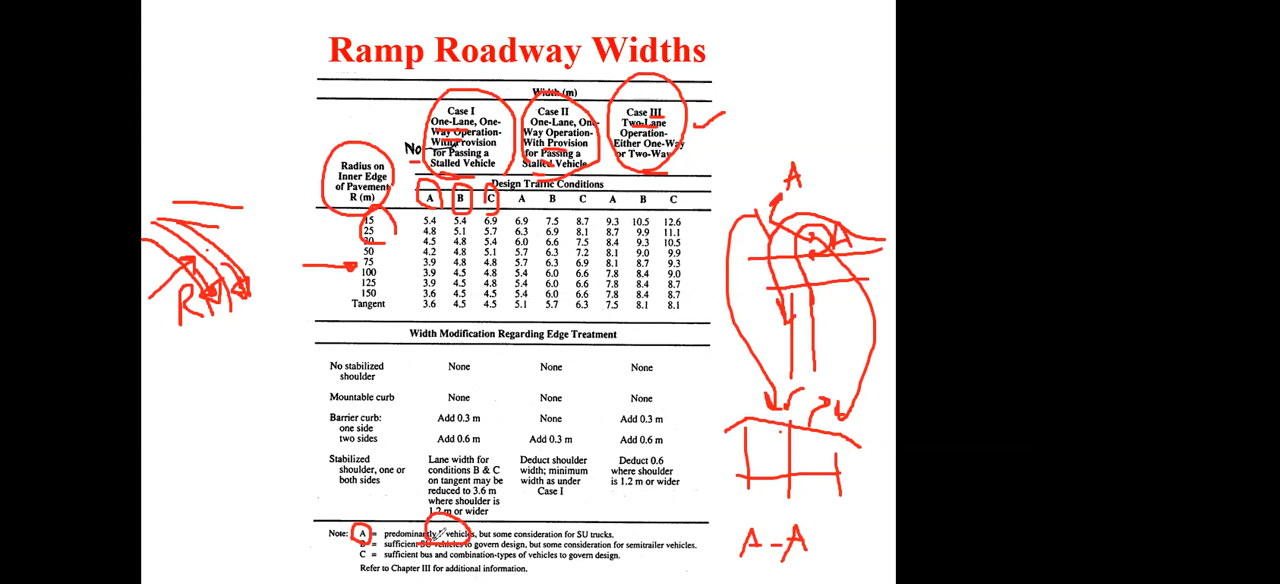 Ramp Roadway Widths
Width (m)
Case I
One-Lane, One-
Way Operation-
No
With Provision
for Passing a
Stalled Vehicle
Case II
One-Lane, One-
Way Operation-
With Provision
for Passing a
Stalled Vehicle
Case III
Two-Lane
Operation-
Either One-Way
or Two-Way
Radius on
Inner Edge
of Pavement
R (m)
Design Traffic Conditions
A B C A B C A B C
15 5.4 5.4 6.9 6.9 7.5 8.7 9.3 10.5 12.6
25 4.8 5.1 5.7 6.3 6.9 8.1 8.7 9.9 11.1
30 4.5 4.8 5.4 6.0 6.6 7.5 8.4 9.3 10.5
50 4.2 4.8 5.1 5.7 6.3 7.2 8.1 9.0 9.9
75 3.9 4.8 4.8 5.7 6.3 6.9 8.1 8.7 9.3
100 3.9 4.5 4.8 5.4 6.0 6.6 7.8 8.4 9.0
125 3.9 4.5 4.8 5.4 6.0 6.6 7.8 8.4 8.7
150 3.6 4.5 4.5 5.4 6.0 6.6 7.8 8.4 8.7
Tangent 3.6 4.5 4.5 5.1 5.7 6.3 7.5 8.1 8.1
Width Modification Regarding Edge Treatment
No stabilized None None None
shoulder
Mountable curb None None None
Barrier curb:
one side Add 0.3 m None Add 0.3 m
two sides Add 0.6 m Add 0.3 m Add 0.6 m
Stabilized
shoulder, one or
both sides
Lane width for
conditions B & C
on tangent may be
reduced to 3.6 m
where shoulder is
1.2 m or wider
Deduct shoulder
width; minimum
width as under
Case I
Deduct 0.6
where shoulder
is 1.2 m or wider
Note: A = predominantly vehicles, but some consideration for SU trucks.
B = sufficient SU vehicles to govern design, but some consideration for semitrailer vehicles.
C = sufficient bus and combination-types of vehicles to govern design.
Refer to Chapter III for additional information.
R
A
A
A-A